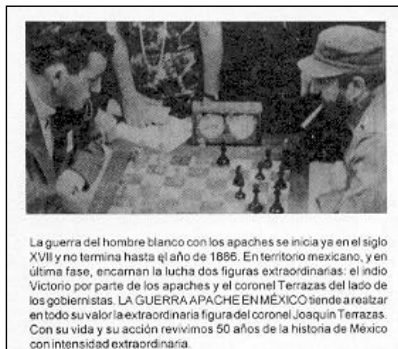 La guerra del hombre blanco con los apaches se inicia ya en el siglo
XVII y no termina hasta el año de 1886. En territorio mexicano, y en
última fase, encarnan la lucha dos figuras extraordinarias: el indio
Victorio por parte de los apaches y el coronel Terrazas del lado de
los gobiernistas. LA GUERRA APACHE EN MÉXICO tiende a realzar
en todo su valor la extraordinaria figura del coronel Joaquín Terrazas.
Con su vida y su acción revivimos 50 años de la historia de México
con intensidad extraordinaria.